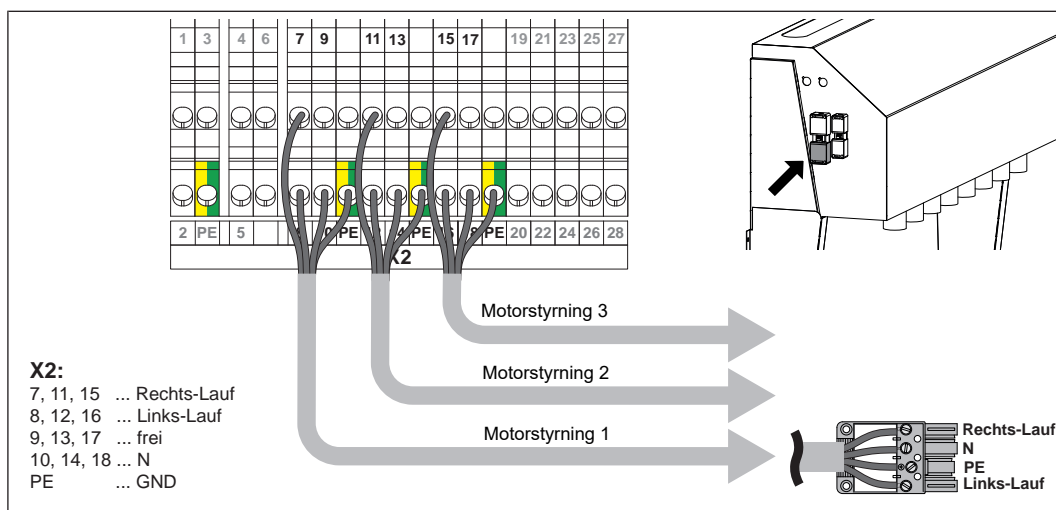 1 3 4 6 7 9 11 13 15 17 19 21 23 25 27
2 PE 5 PE PE PE 20 22 24 26 28
X2
Motorstyrning 3
Motorstyrning 2
Motorstyrning 1
X2:
7, 11, 15 ... Rechts-Lauf
8, 12, 16 ... Links-Lauf
9, 13, 17 ... frei
10, 14, 18 ... N
PE ... GND
Rechts-Lauf
N
PE
Links-Lauf